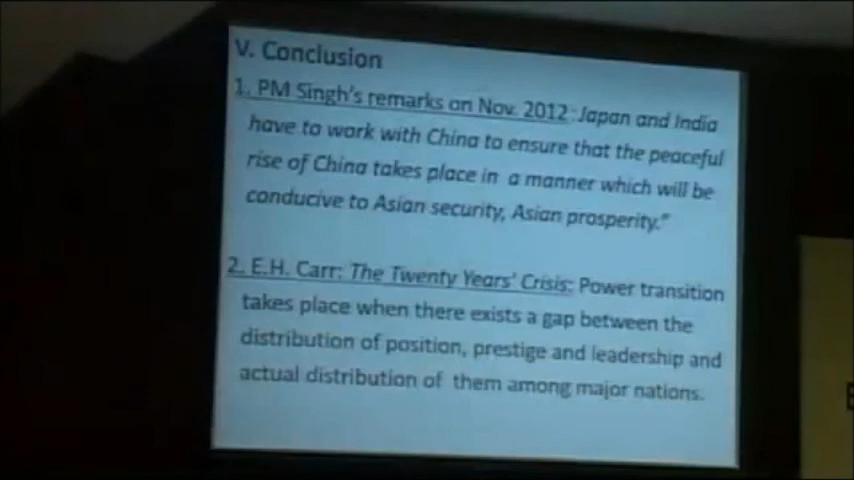 V. Conclusion
1. PM Singh's remarks on Nov. 2012 : Japan and India
have to work with China to ensure that the peaceful
rise of China takes place in a manner which will be
conducive to Asian security, Asian prosperity."
2. E.H. Carr: The Twenty Years' Crisis: Power transition
takes place when there exists a gap between the
distribution of position, prestige and leadership and
actual distribution of them among major nations.